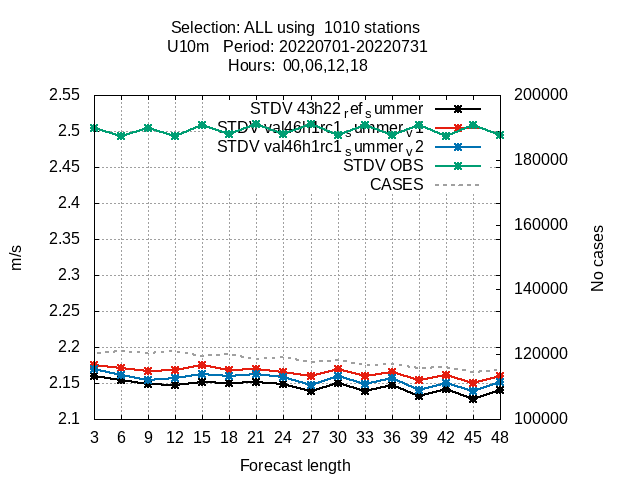 Selection: ALL using  1010 stations
U10m   Period: 20220701-20220731
Hours:  00,06,12,18
2.55
2.5
2.45
2.4
2.35
2.3
2.25
2.2
2.15
2.1
m/s
STDV 43h22_ref_summer
STDV val46h1rc1_summer_v1
STDV val46h1rc1_summer_v2
STDV OBS
CASES
200000
180000
160000
140000
120000
100000
No cases
3 6 9 12 15 18 21 24 27 30 33 36 39 42 45 48
Forecast length